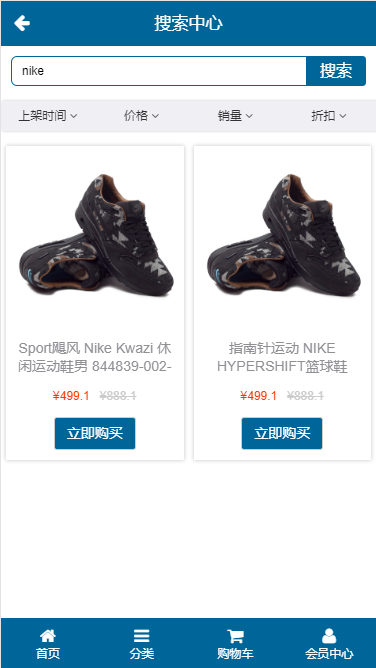 搜索中心
nike
搜索
上架时间 价格 销量 折扣
Sport飓风 Nike Kwazi 休
闲运动鞋男 844839-002-
¥499.1 ¥888.1
立即购买
指南针运动 NIKE
HYPERSHIFT篮球鞋
¥499.1 ¥888.1
立即购买
首页 分类 购物车 会员中心